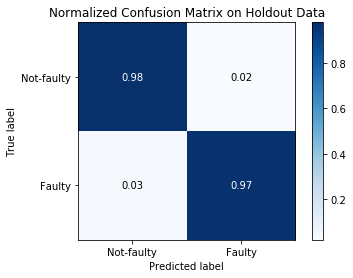 Normalized Confusion Matrix on Holdout Data
True label
Not-faulty
0.98
0.02
Faulty
0.03
0.97
Not-faulty
Faulty
Predicted label
0.8
0.6
0.4
0.2